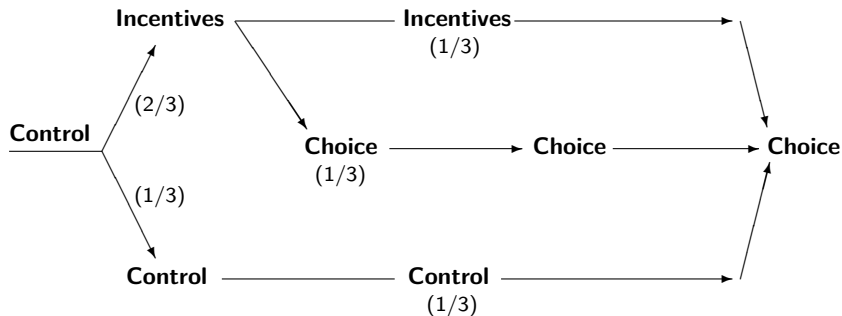 Incentives
Incentives
(1/3)
(2/3)
Control
Choice
(1/3)
Choice
Choice
(1/3)
Control
Control
(1/3)